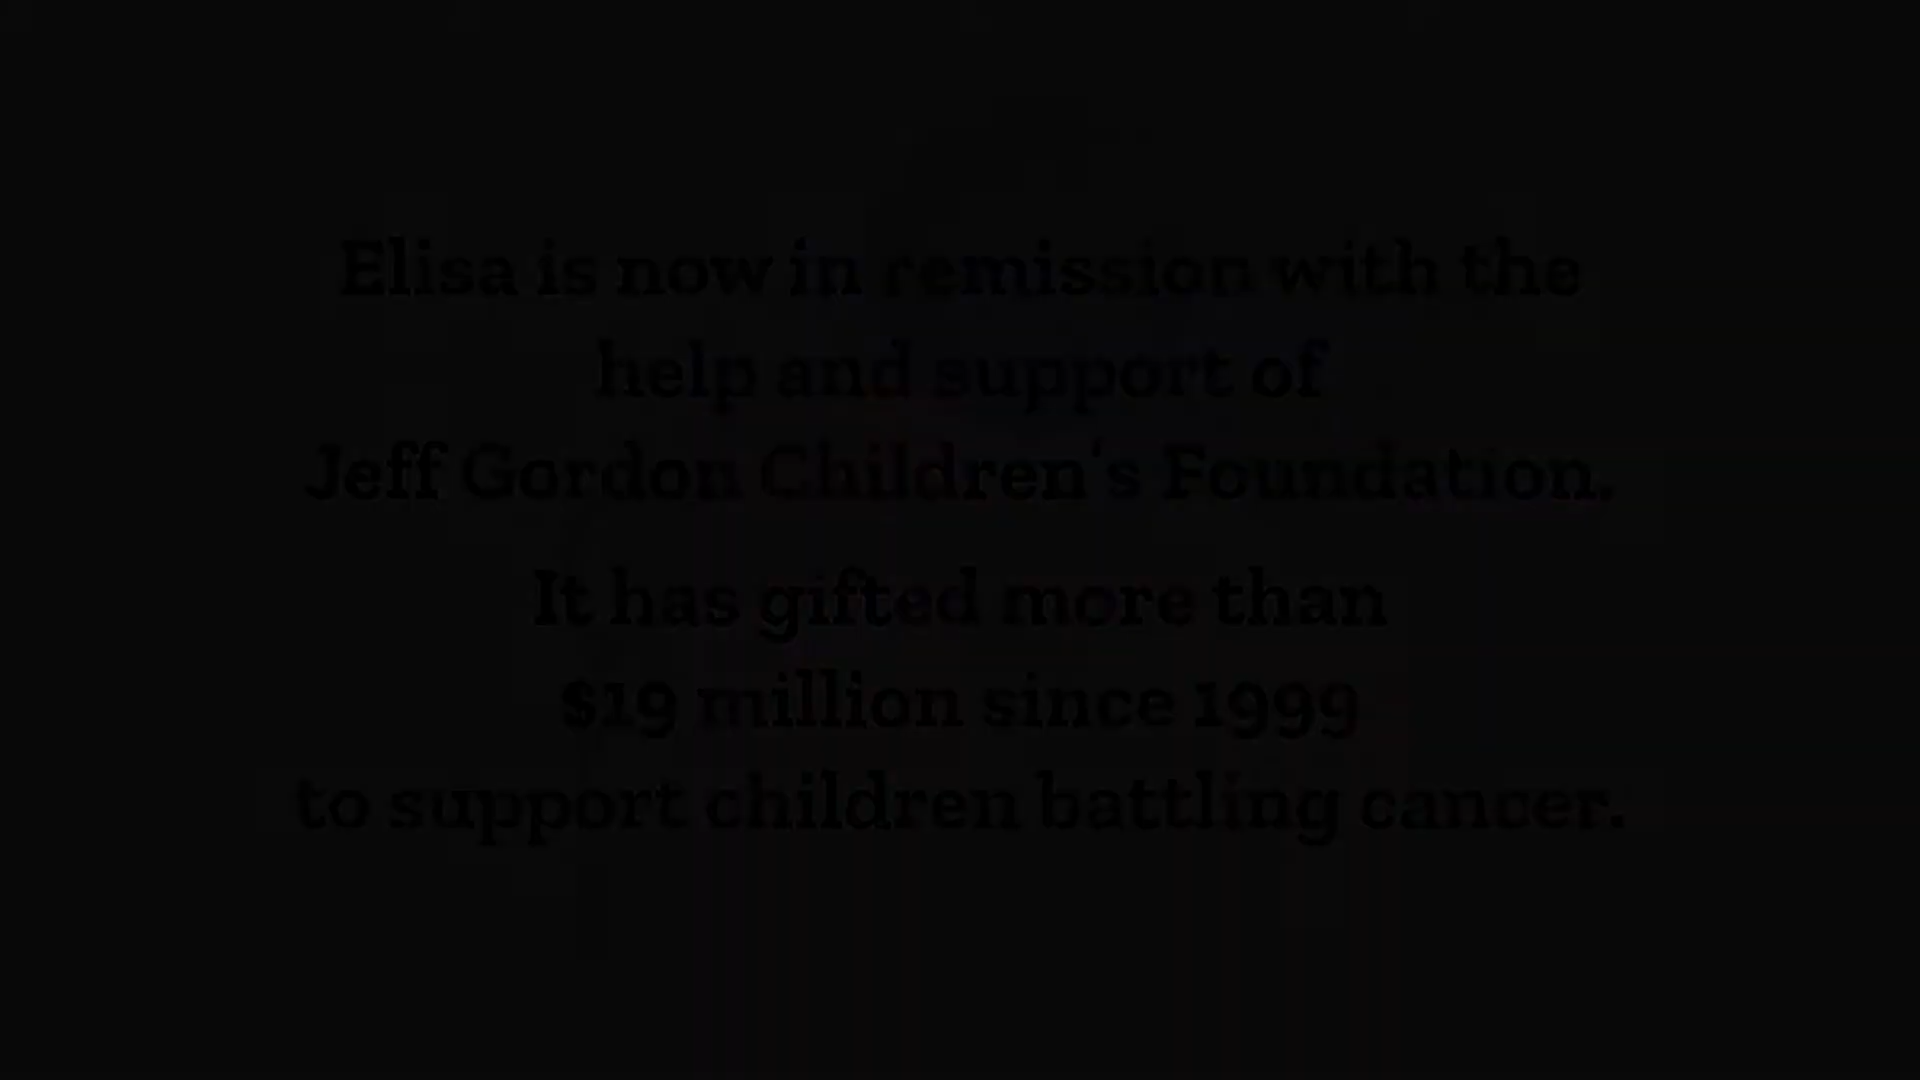 Elisa is now in remission with the
help and support of
Jeff Gordon Children's Foundation.
It has gifted more than
$19 million since 1999
to support children battling cancer.